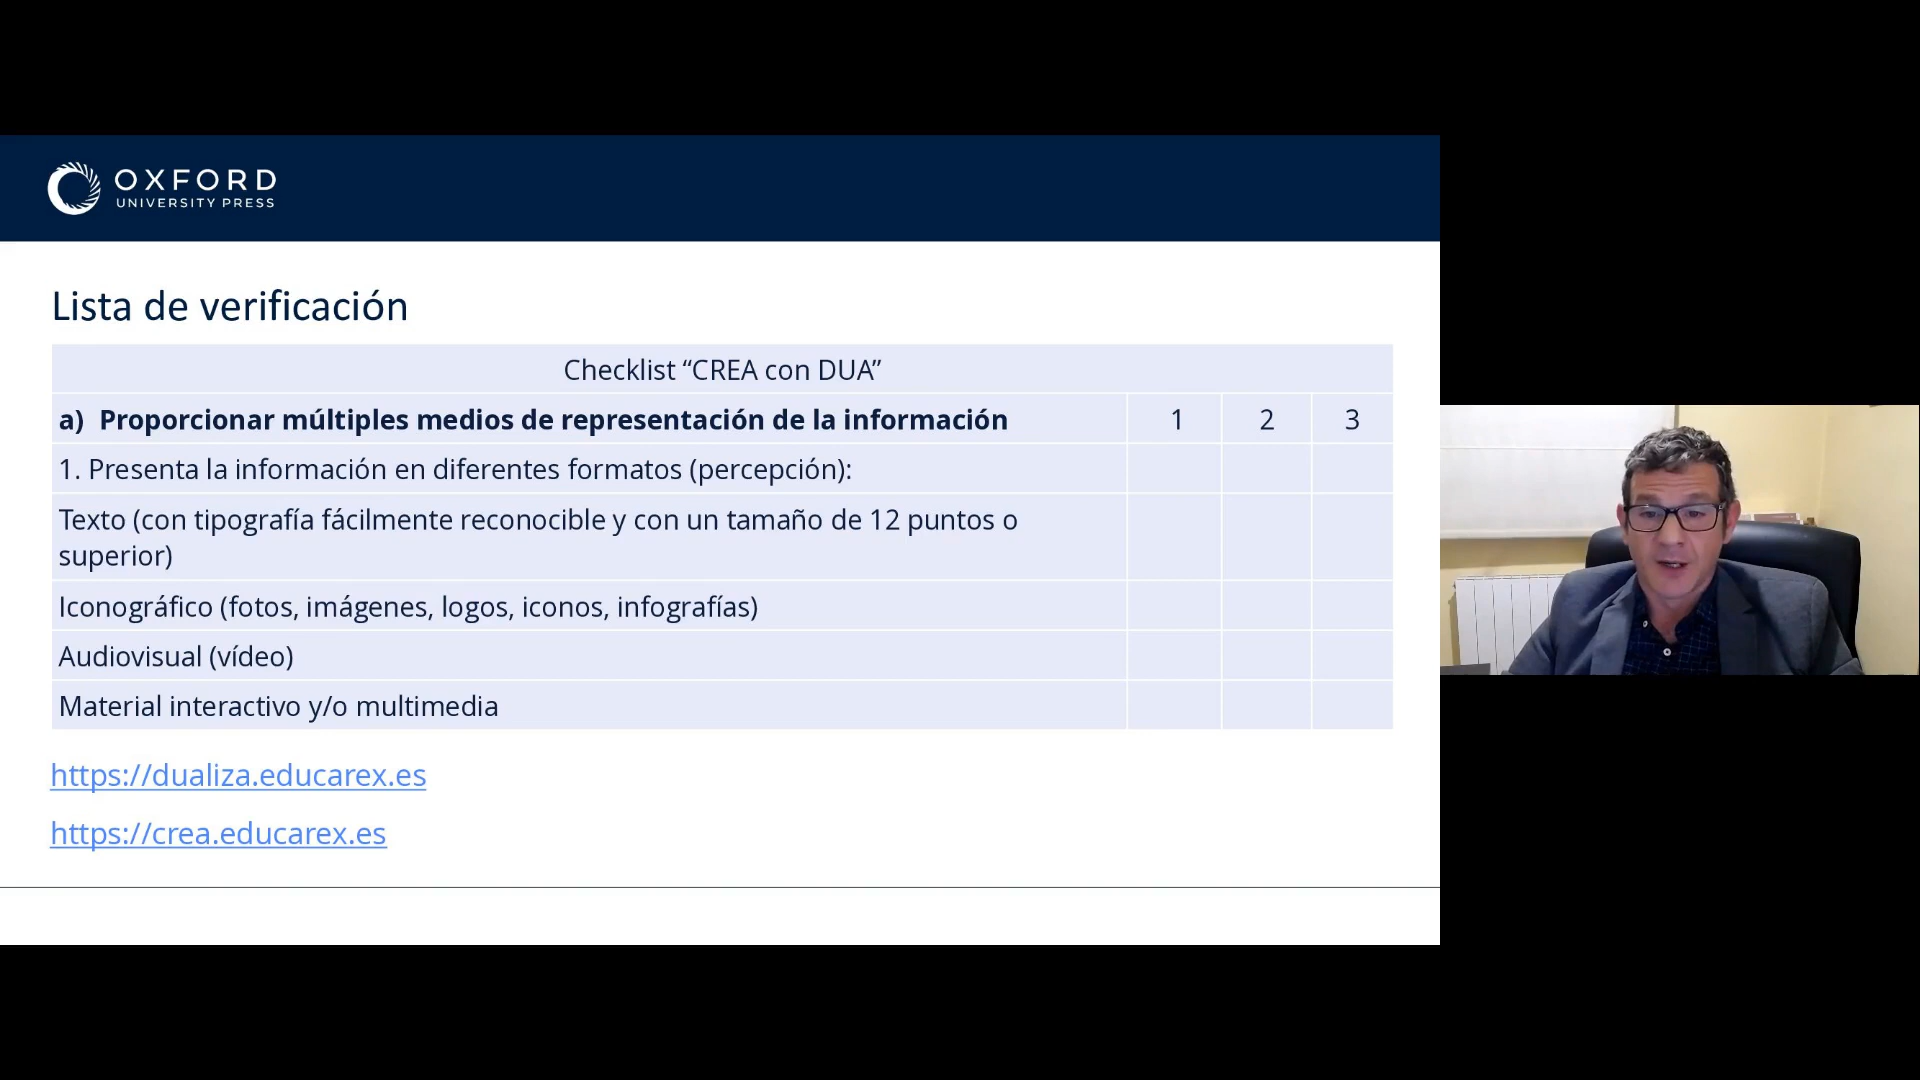 OXFORD
UNIVERSITY PRESS
Lista de verificación
Checklist “CREA con DUA”
a) Proporcionar múltiples medios de representación de la información 1 2 3
1. Presenta la información en diferentes formatos (percepción):
Texto (con tipografía fácilmente reconocible y con un tamaño de 12 puntos o
superior)
Iconográfico (fotos, imágenes, logos, iconos, infografías)
Audiovisual (vídeo)
Material interactivo y/o multimedia
https://dualiza.educarex.es
https://crea.educarex.es